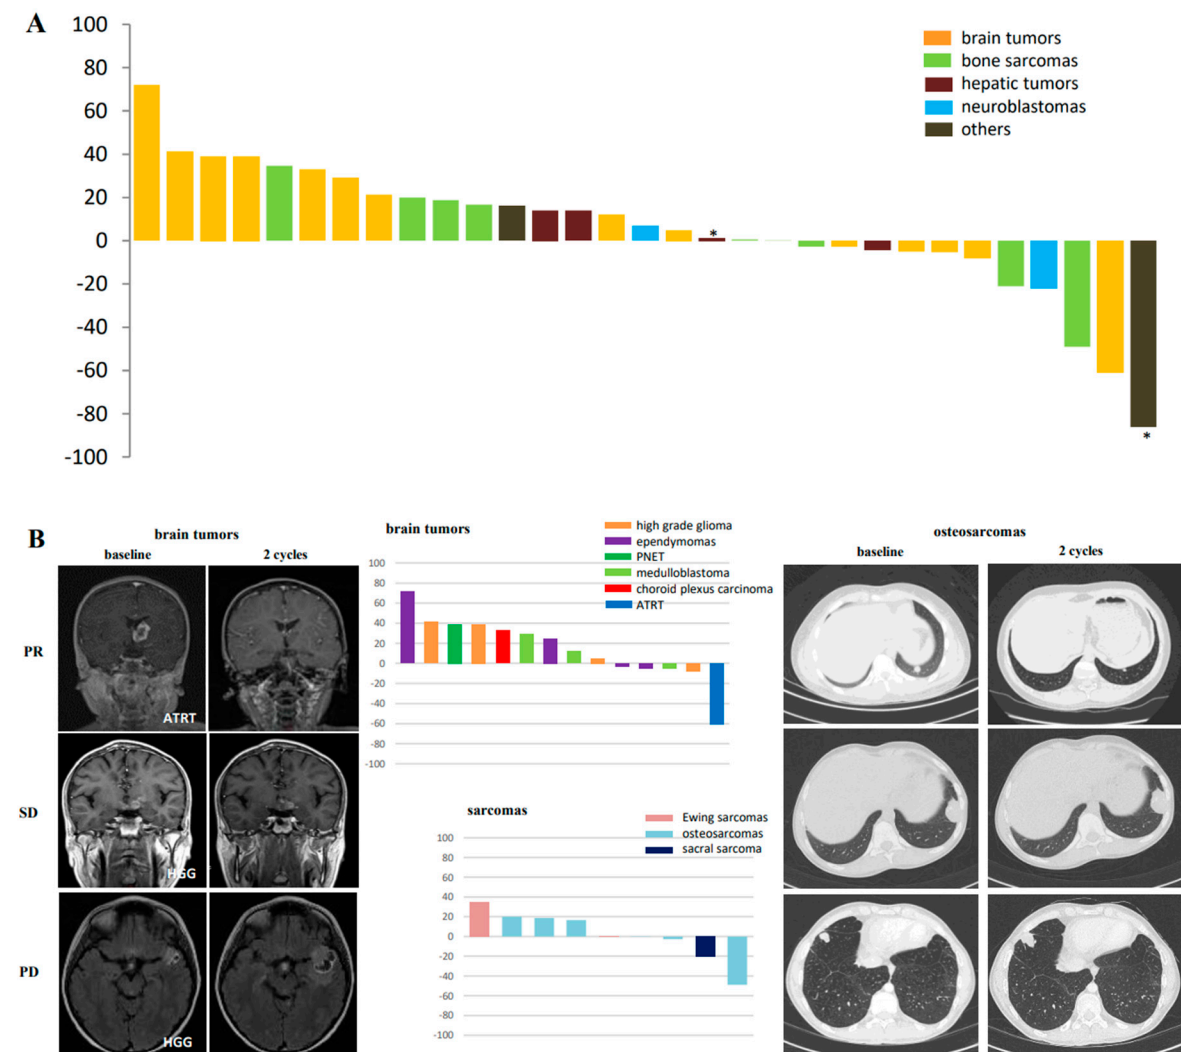 A
100
80
60
40
20
0
-20
-40
-60
-80
-100
brain tumors
bone sarcomas
hepatic tumors
neuroblastomas
others
*
*
B
brain tumors
baseline
2 cycles
PR
ATRT
SD
HGG
PD
HGG
brain tumors
high grade glioma
ependymomas
PNET
medulloblastoma
choroid plexus carcinoma
ATRT
100
80
60
40
20
0
-20
-40
-60
-80
-100
sarcomas
Ewing sarcomas
osteosarcomas
sacral sarcoma
100
80
60
40
20
0
-20
-40
-60
-80
-100
osteosarcomas
baseline
2 cycles